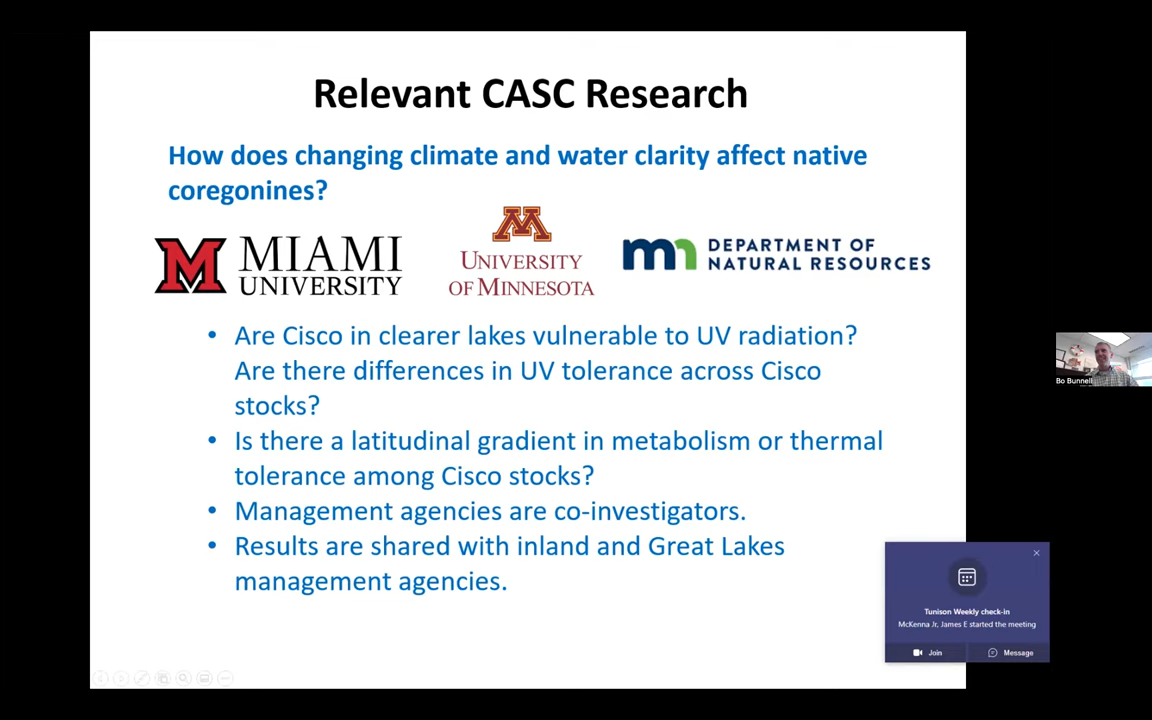 Relevant CASC Research
How does changing climate and water clarity affect native
coregonines?
M
MIAMI
UNIVERSITY
M
UNIVERSITY
OF MINNESOTA
mn
DEPARTMENT OF
NATURAL RESOURCES
• Are Cisco in clearer lakes vulnerable to UV radiation?
Are there differences in UV tolerance across Cisco
stocks?
• Is there a latitudinal gradient in metabolism or thermal
tolerance among Cisco stocks?
• Management agencies are co-investigators.
• Results are shared with inland and Great Lakes
management agencies.
Bo Bunnell
Tunison Weekly check-in
McKenna Jr, James E started the meeting
Join
Message